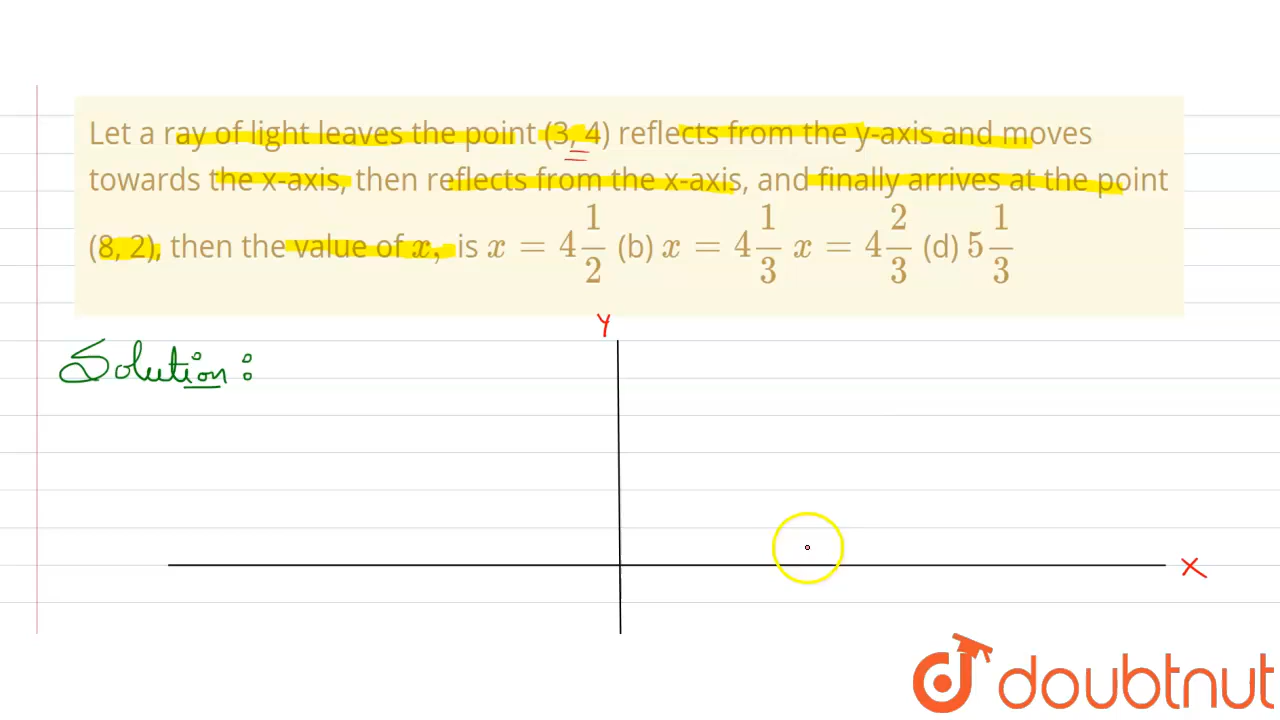 Let a ray of light leaves the point (3, 4) reflects from the y-axis and moves
towards the x-axis, then reflects from the x-axis, and finally arrives at the point
(8, 2), then the value of x, is x = 4 1/2 (b) x = 4 1/3 x = 4 2/3 (d) 5 1/3
Y
Solution :
X
doubtnut